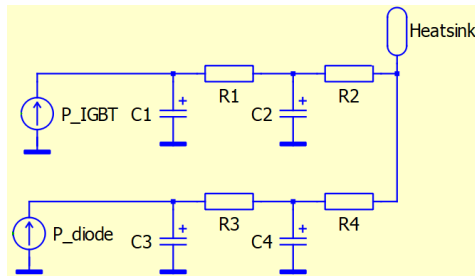 Heatsink
R1 R2
P_IGBT C1 C2
R3 R4
P_diode C3 C4